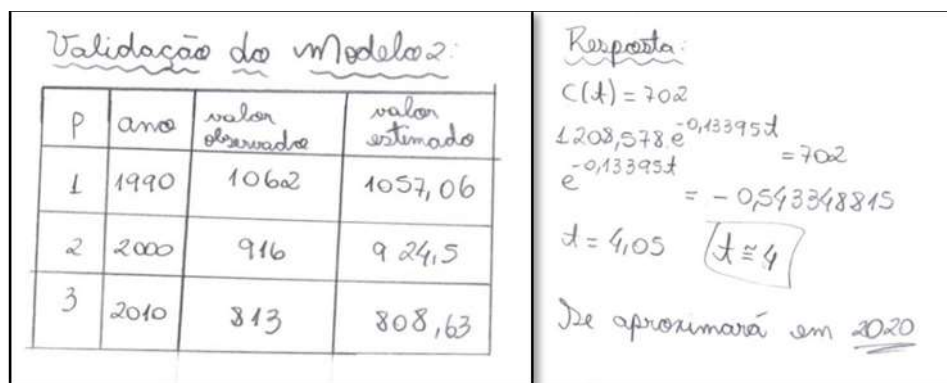 Validação do Modelo 2:
P ano valor observado valor estimado
1 1990 1062 1057,06
2 2000 916 924,5
3 2010 813 808,63
Resposta:
C(t) = 702
1208,578.e^-0,13395t = 702
e^-0,13395t = - 0,543348815
t = 4,05 t ≅ 4
Se aproximará em 2020